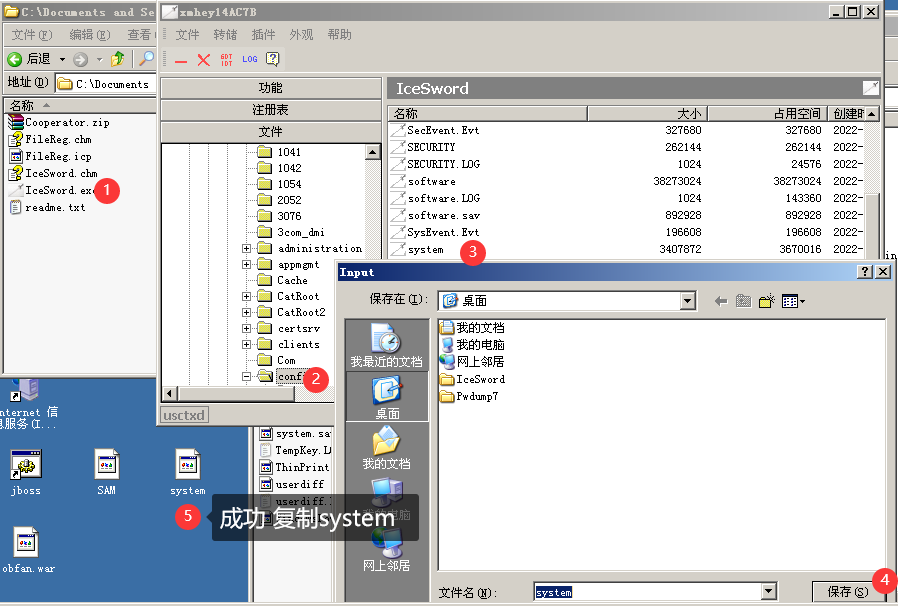 C:\Documents and Se
文件(F) 编辑(E) 查看
后退
地址(D) C:\Documents
名称
Cooperator.zip
FileReg.chm
FileReg.icp
IceSword.chm
IceSword.exe
1
readme.txt
xmhey14AC7B
文件 转储 插件 外观 帮助
GDT
IDT
LOG
功能
注册表
文件
1041
1042
1054
2052
3076
3com_dmi
administration
appmgmt
Cache
CatRoot
CatRoot2
certsrv
clients
Com
confi
2
usctxd
IceSword
名称 大小 占用空间 创建时
SecEvent.Evt 327680 327680 2022-
SECURITY 262144 262144 2022-
SECURITY.LOG 1024 24576 2022-
software 38273024 38273024 2022-
software.LOG 1024 143360 2022-
software.sav 892928 892928 2022-
SysEvent.Evt 196608 196608 2022-
system 3407872 3670016 2022-
3
Input
保存在(I): 桌面
我最近的文档
桌面
我的文档
我的电脑
网上邻居
我的文档
我的电脑
网上邻居
IceSword
Pwdump7
文件名(N): system 保存(S)
4
nternet 信
息服务(I...
jboss
SAM
system
5
成功 复制system
obfan.war
system.sa
TempKey.L
ThinPrint
userdiff
userdiff.
in